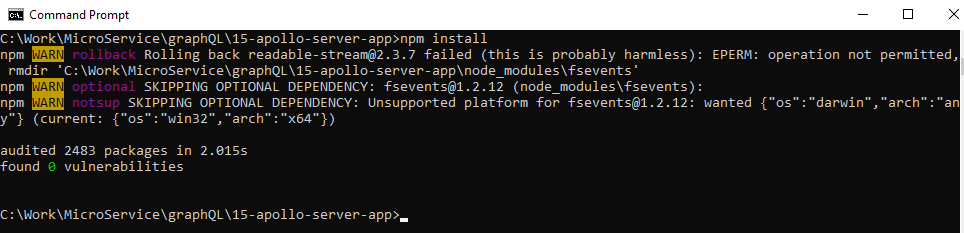 Command Prompt
C:\Work\MicroService\graphQL\15-apollo-server-app>npm install
npm WARN rollback Rolling back readable-stream@2.3.7 failed (this is probably harmless): EPERM: operation not permitted,
 rmdir 'C:\Work\MicroService\graphQL\15-apollo-server-app\node_modules\fsevents'
npm WARN optional SKIPPING OPTIONAL DEPENDENCY: fsevents@1.2.12 (node_modules\fsevents):
npm WARN notsup SKIPPING OPTIONAL DEPENDENCY: Unsupported platform for fsevents@1.2.12: wanted {"os":"darwin","arch":"an
y"} (current: {"os":"win32","arch":"x64"})
audited 2483 packages in 2.015s
found 0 vulnerabilities
C:\Work\MicroService\graphQL\15-apollo-server-app>